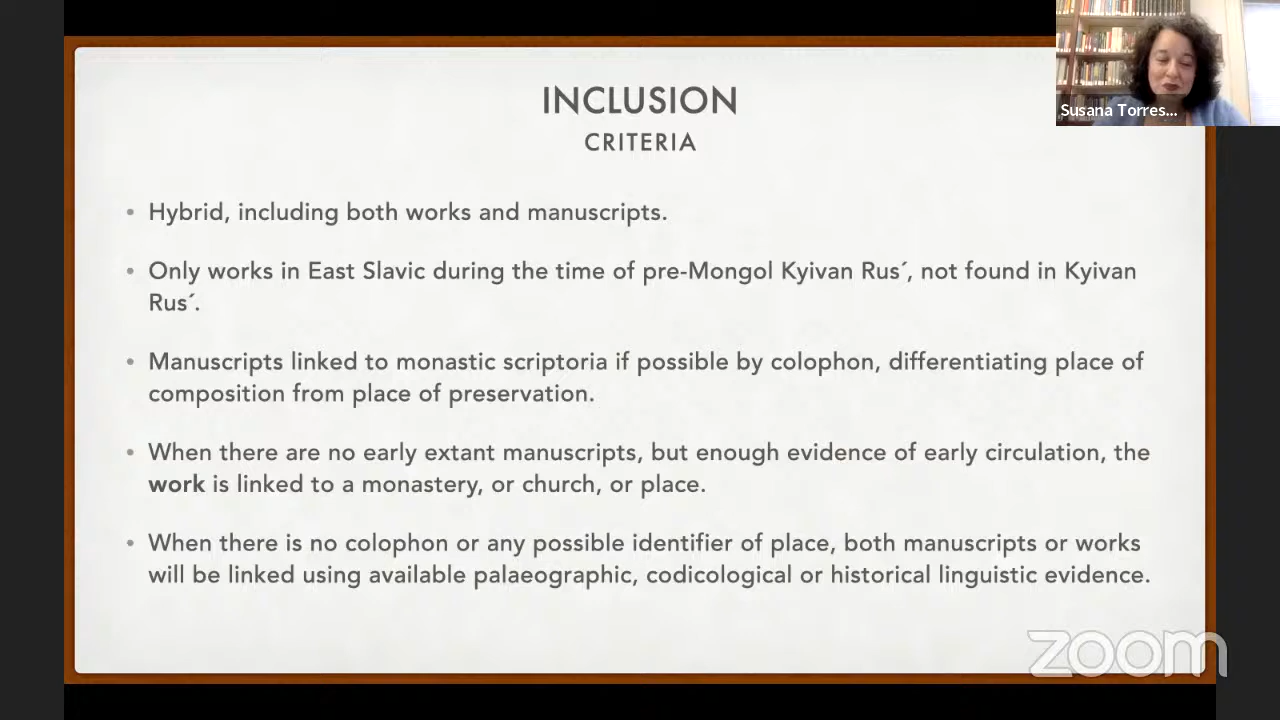 INCLUSION
CRITERIA
Susana Torres...
• Hybrid, including both works and manuscripts.
• Only works in East Slavic during the time of pre-Mongol Kyivan Rus´, not found in Kyivan
Rus´.
• Manuscripts linked to monastic scriptoria if possible by colophon, differentiating place of
composition from place of preservation.
• When there are no early extant manuscripts, but enough evidence of early circulation, the
work is linked to a monastery, or church, or place.
• When there is no colophon or any possible identifier of place, both manuscripts or works
will be linked using available palaeographic, codicological or historical linguistic evidence.
zoom